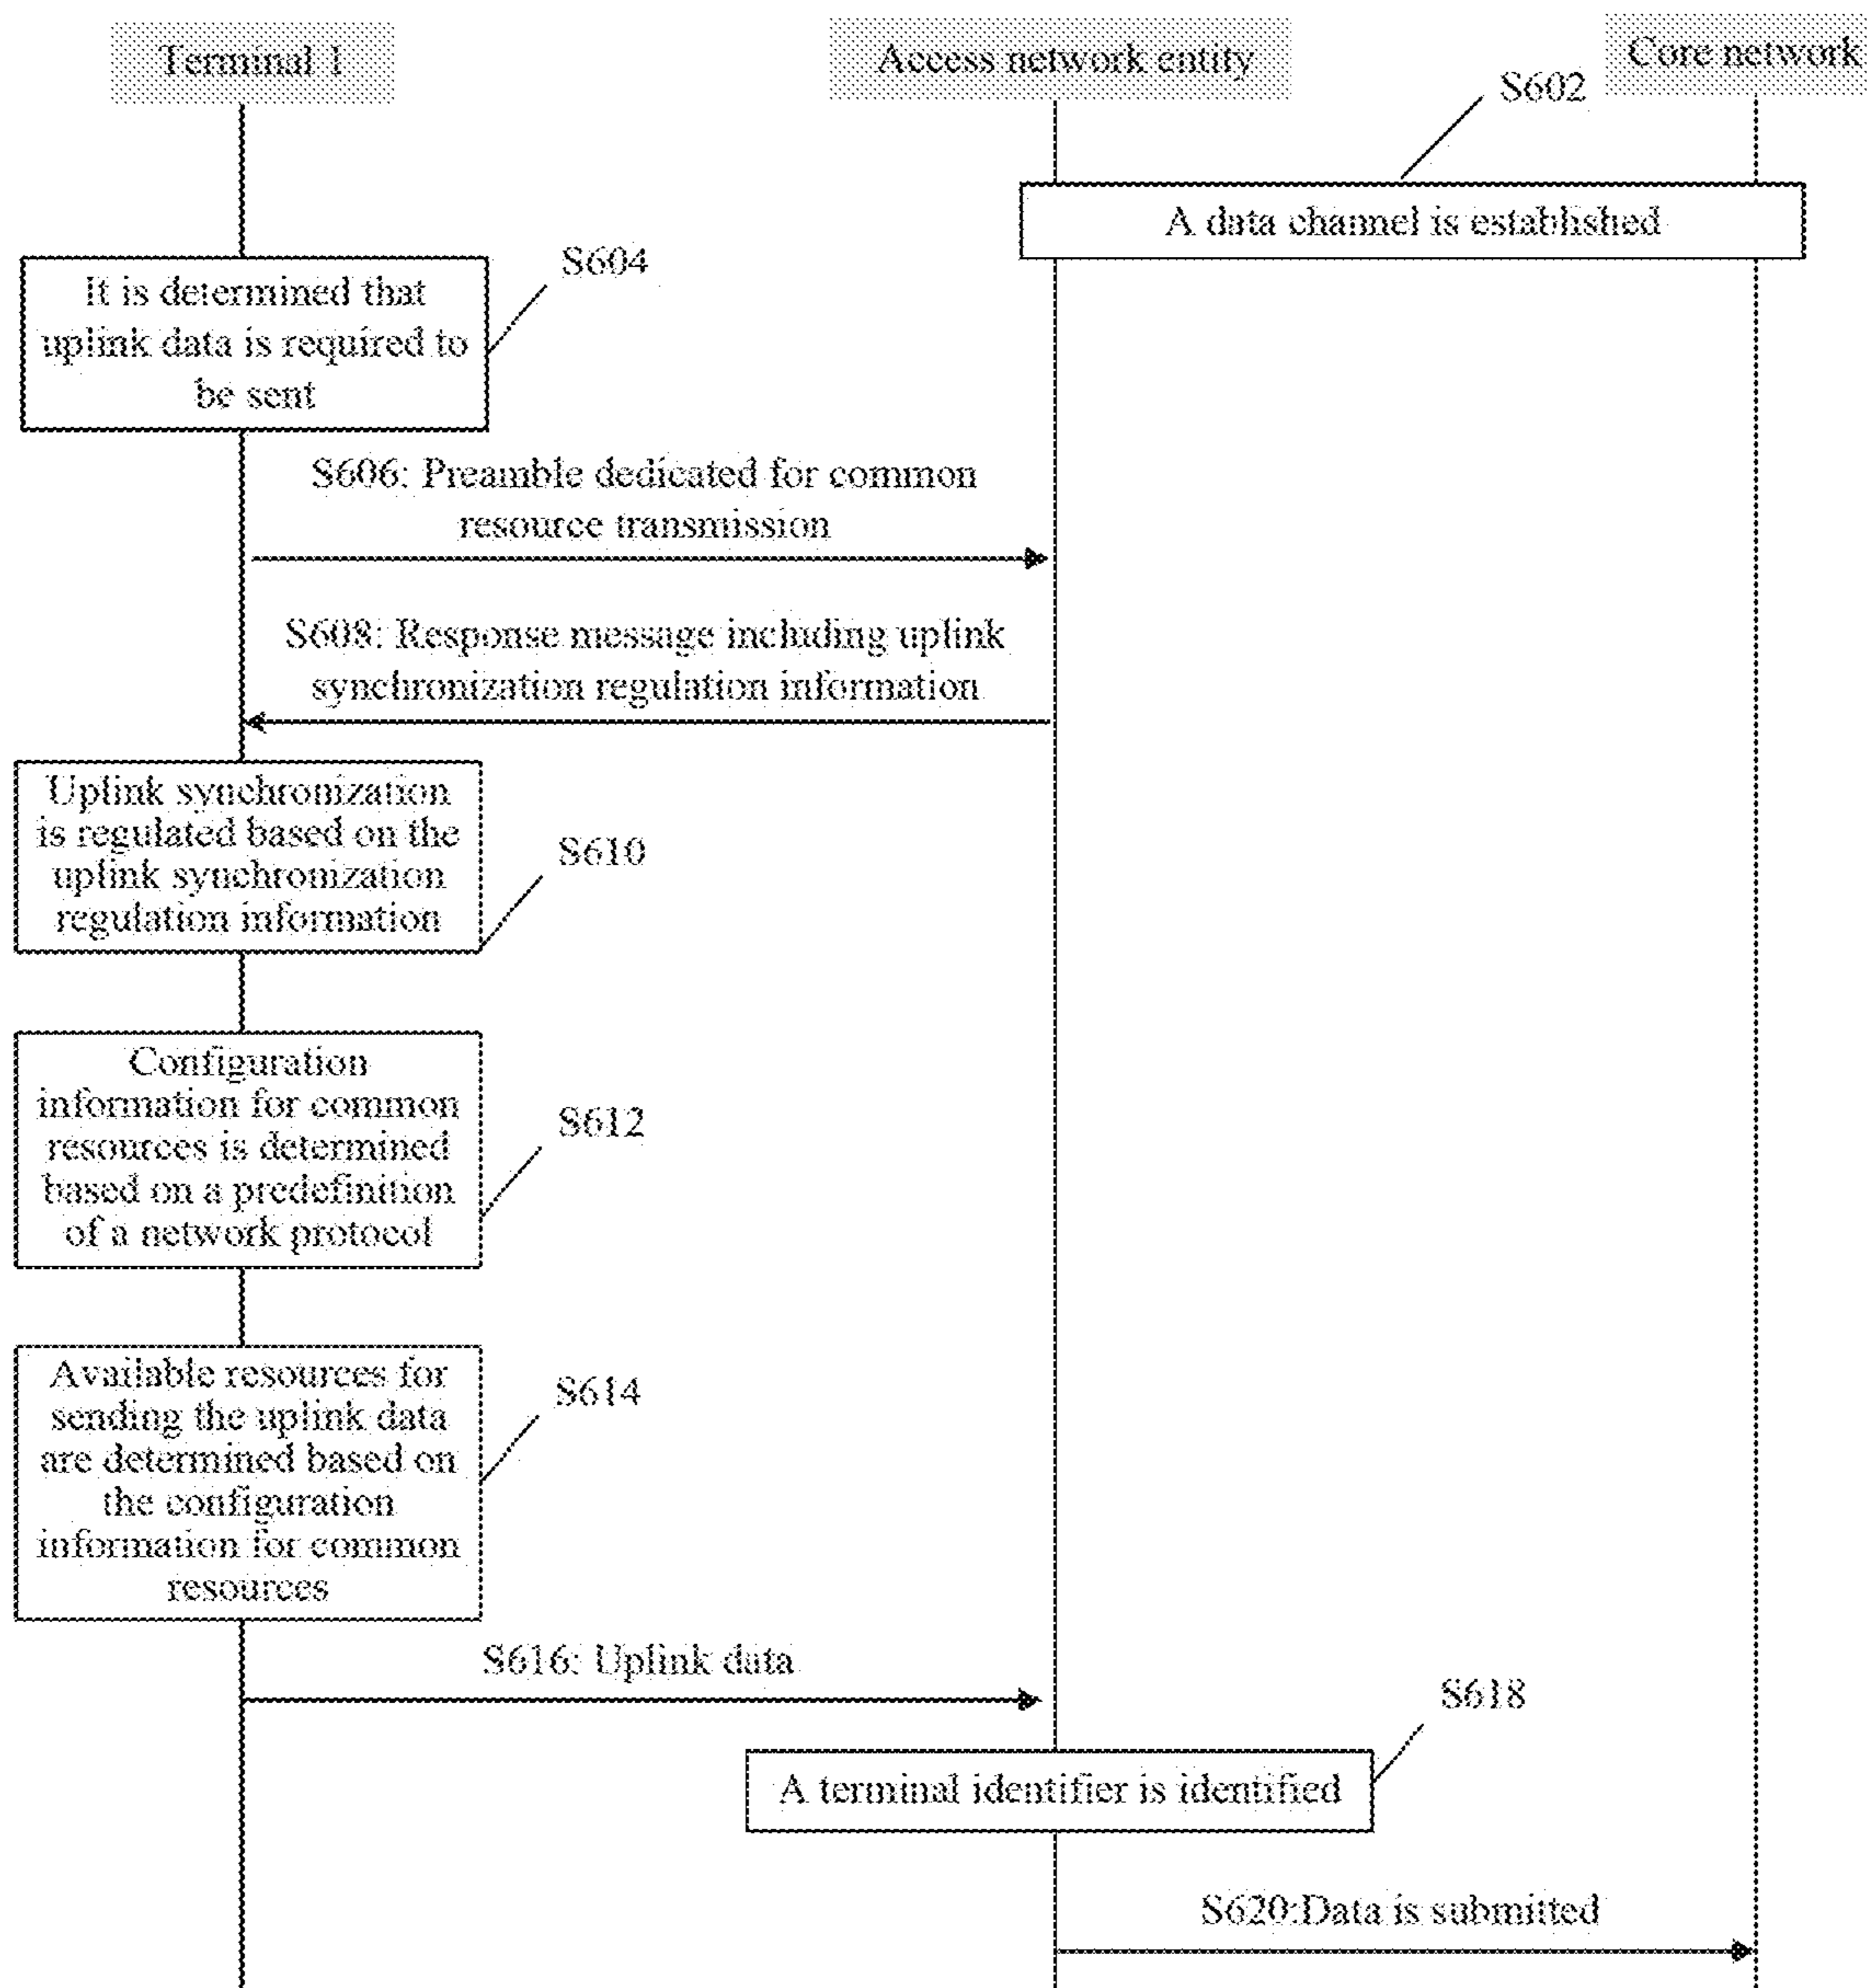 Terminal 1
Access network entity
Core network
S602
A data channel is established
S604
It is determined that
uplink data is required to
be sent
S606: Preamble dedicated for common
resource transmission
S608: Response message including uplink
synchronization regulation information
Uplink synchronization
is regulated based on the
uplink synchronization
regulation information
S610
Configuration
information for common
resources is determined
based on a predefinition
of a network protocol
S612
Available resources for
sending the uplink data
are determined based on
the configuration
information for common
resources
S614
S616: Uplink data
S618
A terminal identifier is identified
S620:Data is submitted